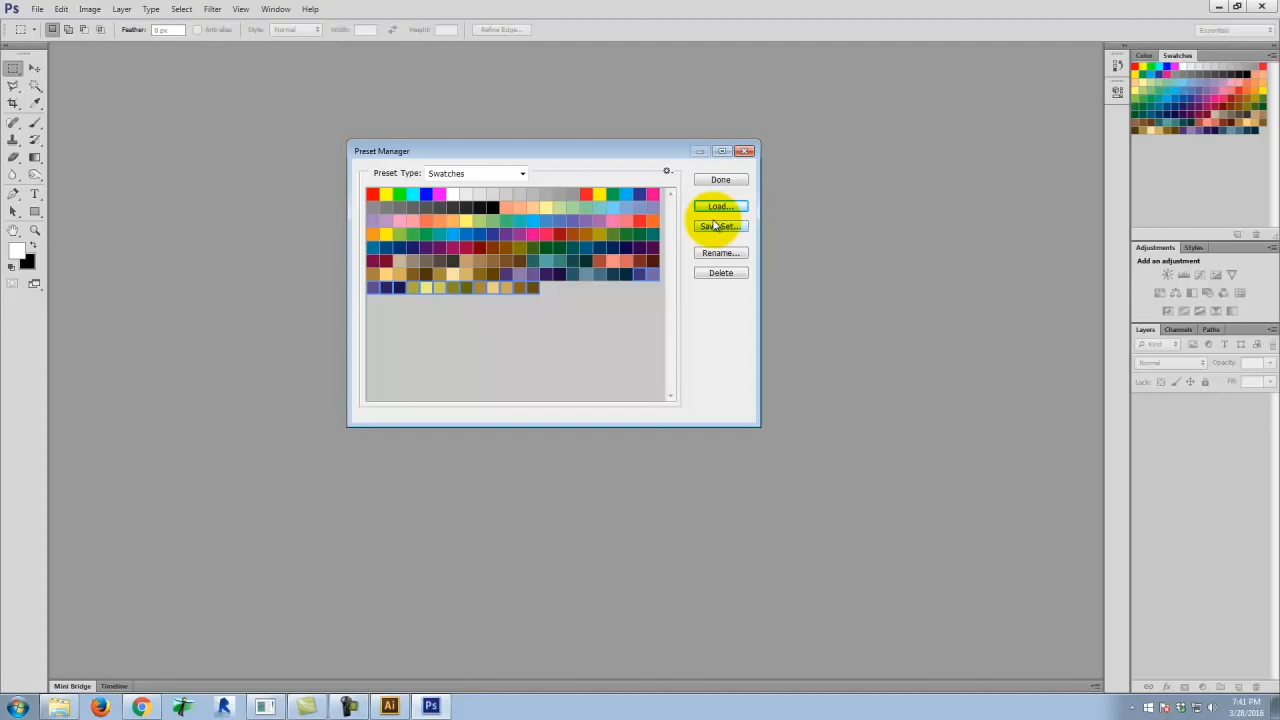 Ps File Edit Image Layer Type Select Filter View Window Help
Feather: 0 px Anti-alias Style: Normal Width: Height: Refine Edge... Essentials
Color Swatches
Preset Manager
Preset Type: Swatches
Done
Load...
Save Set...
Rename...
Delete
Adjustments Styles
Add an adjustment
Layers Channels Paths
Kind
Normal Opacity:
Lock: Fill:
Mini Bridge Timeline
Ai Ps
7:41 PM
3/28/2016